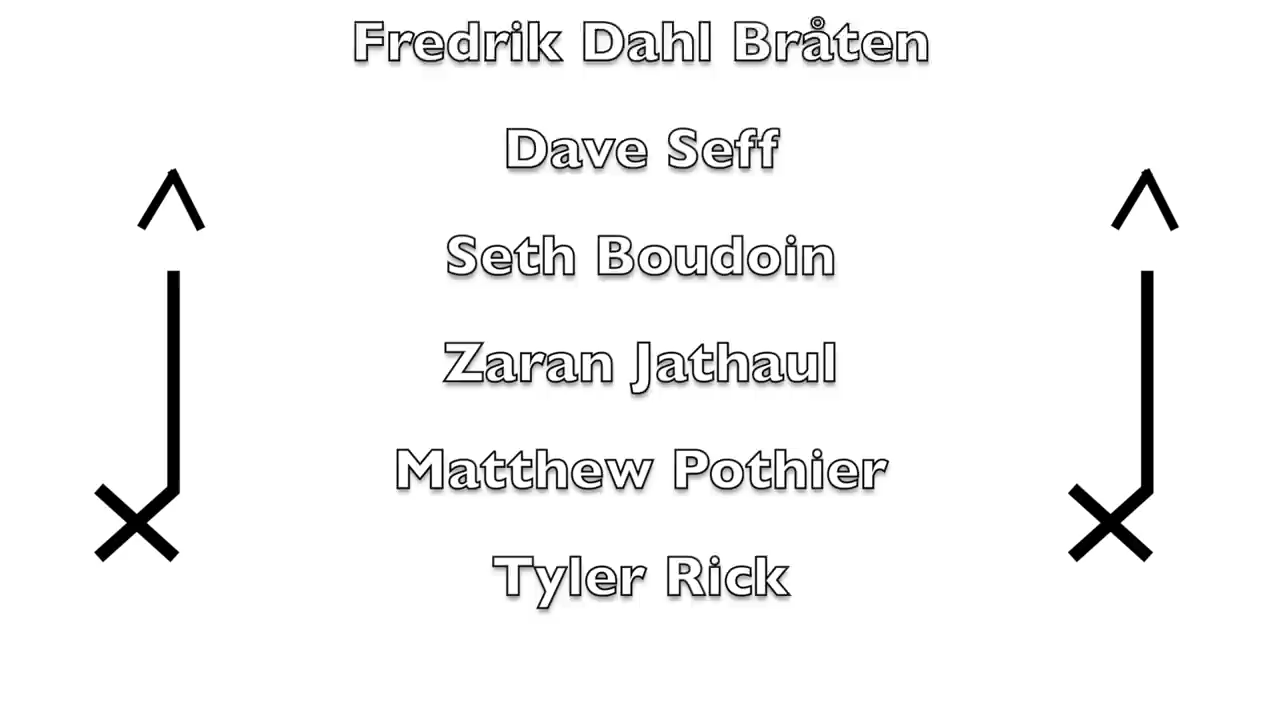 Fredrik Dahl Bråten
Dave Seff
Seth Boudoin
Zaran Jathaul
Matthew Pothier
Tyler Rick